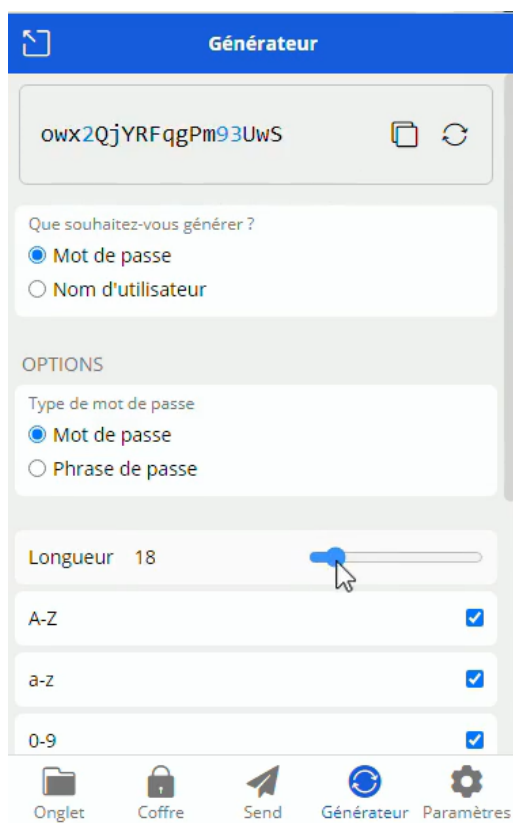 Générateur
owx2QjYRFqgPm93UwS
Que souhaitez-vous générer ?
Mot de passe
Nom d'utilisateur
OPTIONS
Type de mot de passe
Mot de passe
Phrase de passe
Longueur 18
A-Z
a-z
0-9
Onglet Coffre Send Générateur Paramètres